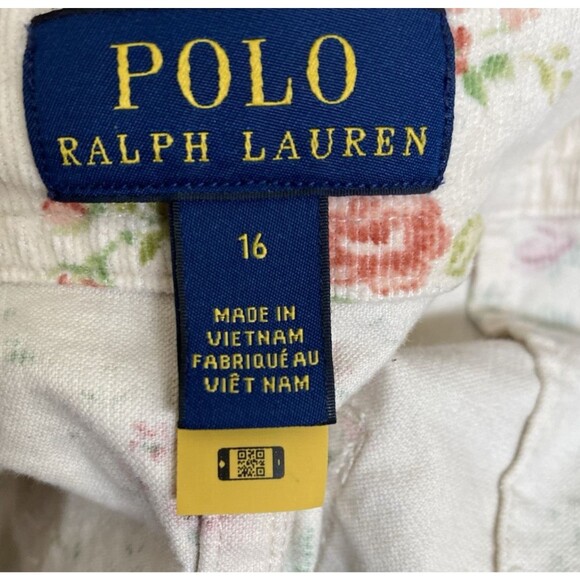 POLO
RALPH LAUREN
16
MADE IN
VIETNAM
FABRIQUÉ AU
VIÊT NAM